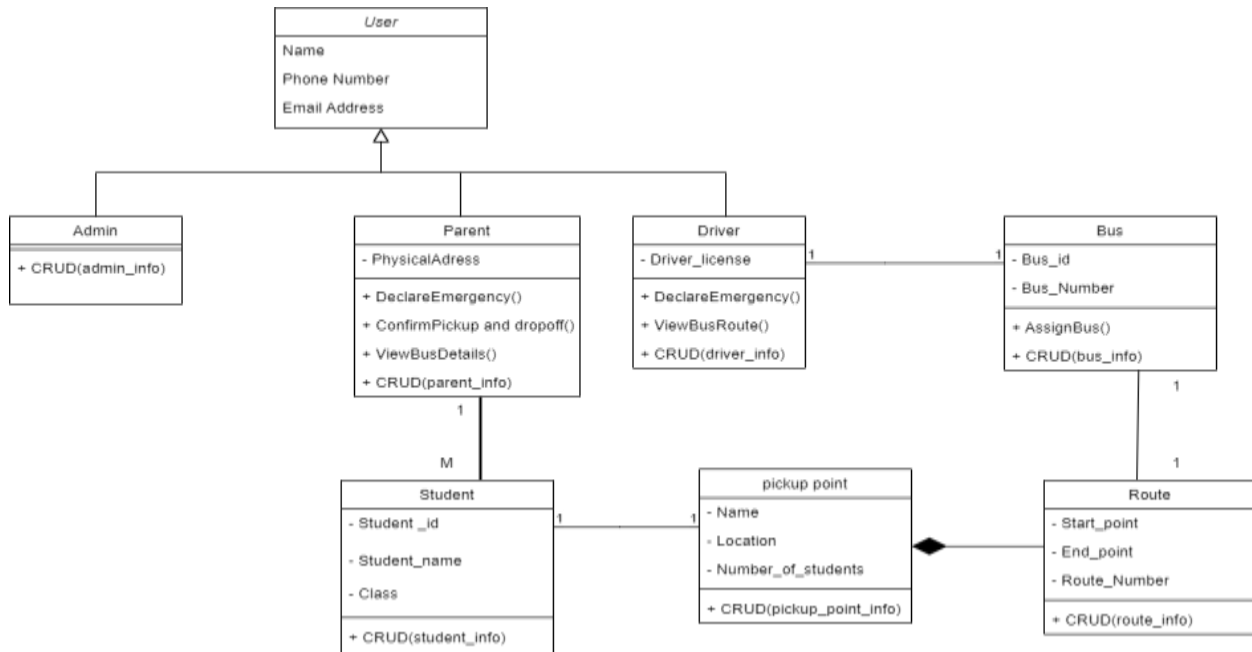 User
Name
Phone Number
Email Address
Admin
+ CRUD(admin_info)
Parent
- PhysicalAdress
+ DeclareEmergency()
+ ConfirmPickup and dropoff()
+ ViewBusDetails()
+ CRUD(parent_info)
Driver
- Driver_license
+ DeclareEmergency()
+ ViewBusRoute()
+ CRUD(driver_info)
1
1
Bus
- Bus_id
- Bus_Number
+ AssignBus()
+ CRUD(bus_info)
1
1
1
M
Student
- Student _id
- Student_name
- Class
+ CRUD(student_info)
1
1
pickup point
- Name
- Location
- Number_of_students
+ CRUD(pickup_point_info)
Route
- Start_point
- End_point
- Route_Number
+ CRUD(route_info)